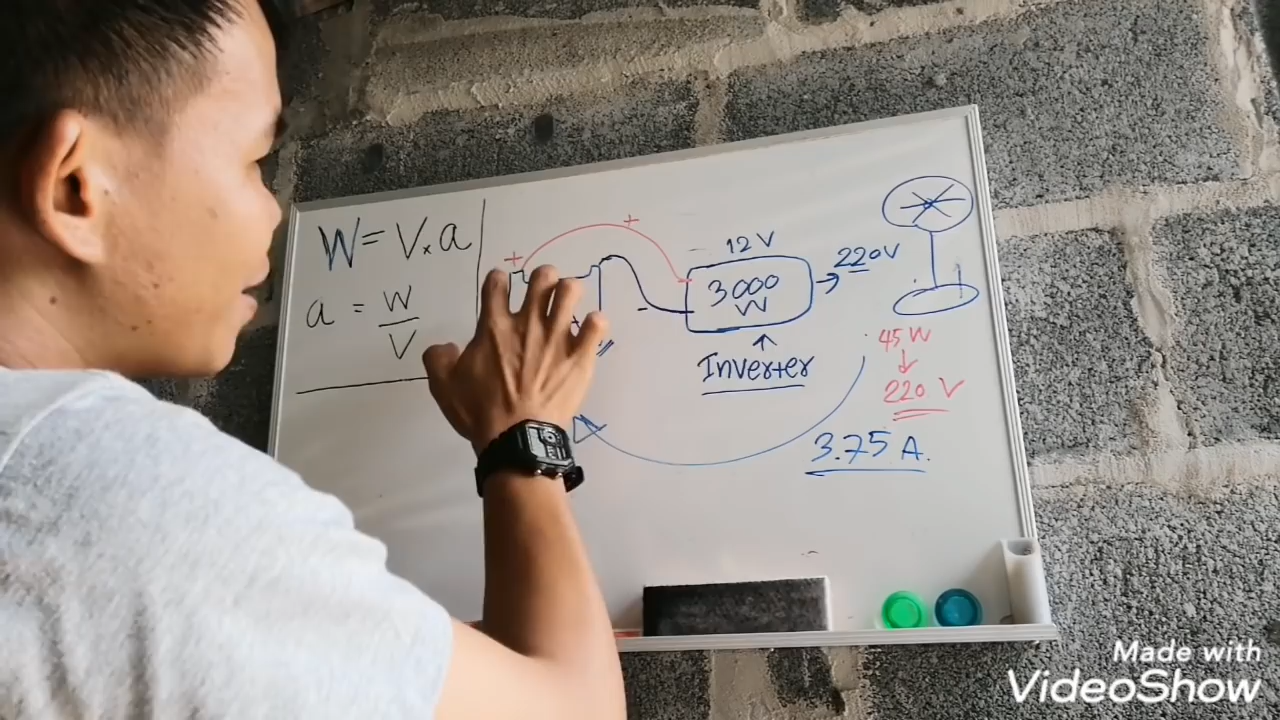 W = V × a
a = W
V
+
+
-
12 V
3000
W
→ 220V
↑
Inverter
45 W
↓
220 V
3.75 A.
Made with
VideoShow